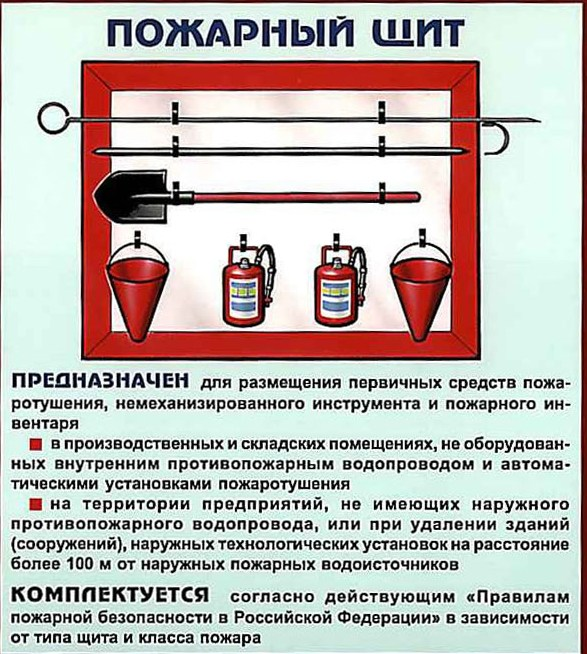 ПОЖАРНЫЙ ЩИТ
ПРЕДНАЗНАЧЕН для размещения первичных средств пожа-
ротушения, немеханизированного инструмента и пожарного ин-
вентаря
■ в производственных и складских помещениях, не оборудован-
ных внутренним противопожарным водопроводом и автома-
тическими установками пожаротушения
■ на территории предприятий, не имеющих наружного
противопожарного водопровода, или при удалении зданий
(сооружений), наружных технологических установок на расстояние
более 100 м от наружных пожарных водоисточников
КОМПЛЕКТУЕТСЯ согласно действующим «Правилам
пожарной безопасности в Российской Федерации» в зависимости
от типа щита и класса пожара